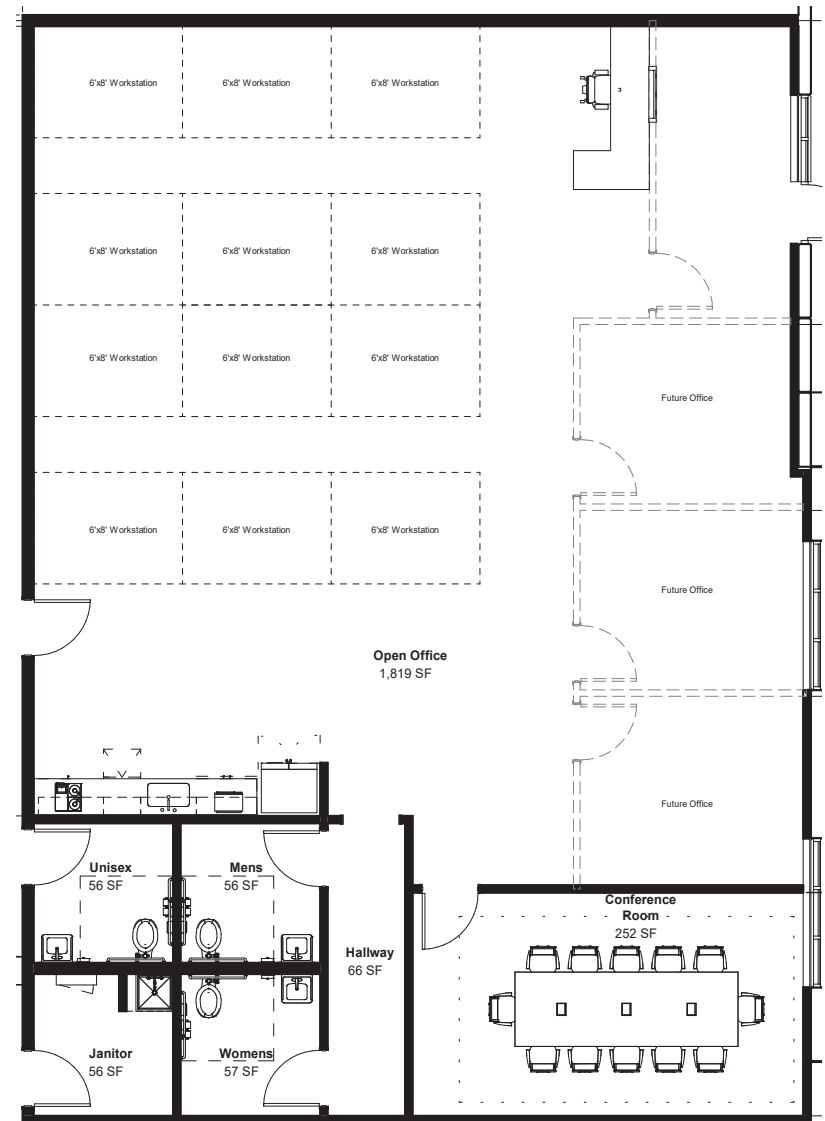 6'x8' Workstation
6'x8' Workstation
6'x8' Workstation
6'x8' Workstation
6'x8' Workstation
6'x8' Workstation
6'x8' Workstation
6'x8' Workstation
6'x8' Workstation
Future Office
6'x8' Workstation
6'x8' Workstation
6'x8' Workstation
Future Office
Open Office
1,819 SF
Future Office
Unisex
56 SF
Mens
56 SF
Conference
Room
252 SF
Hallway
66 SF
Janitor
56 SF
Womens
57 SF